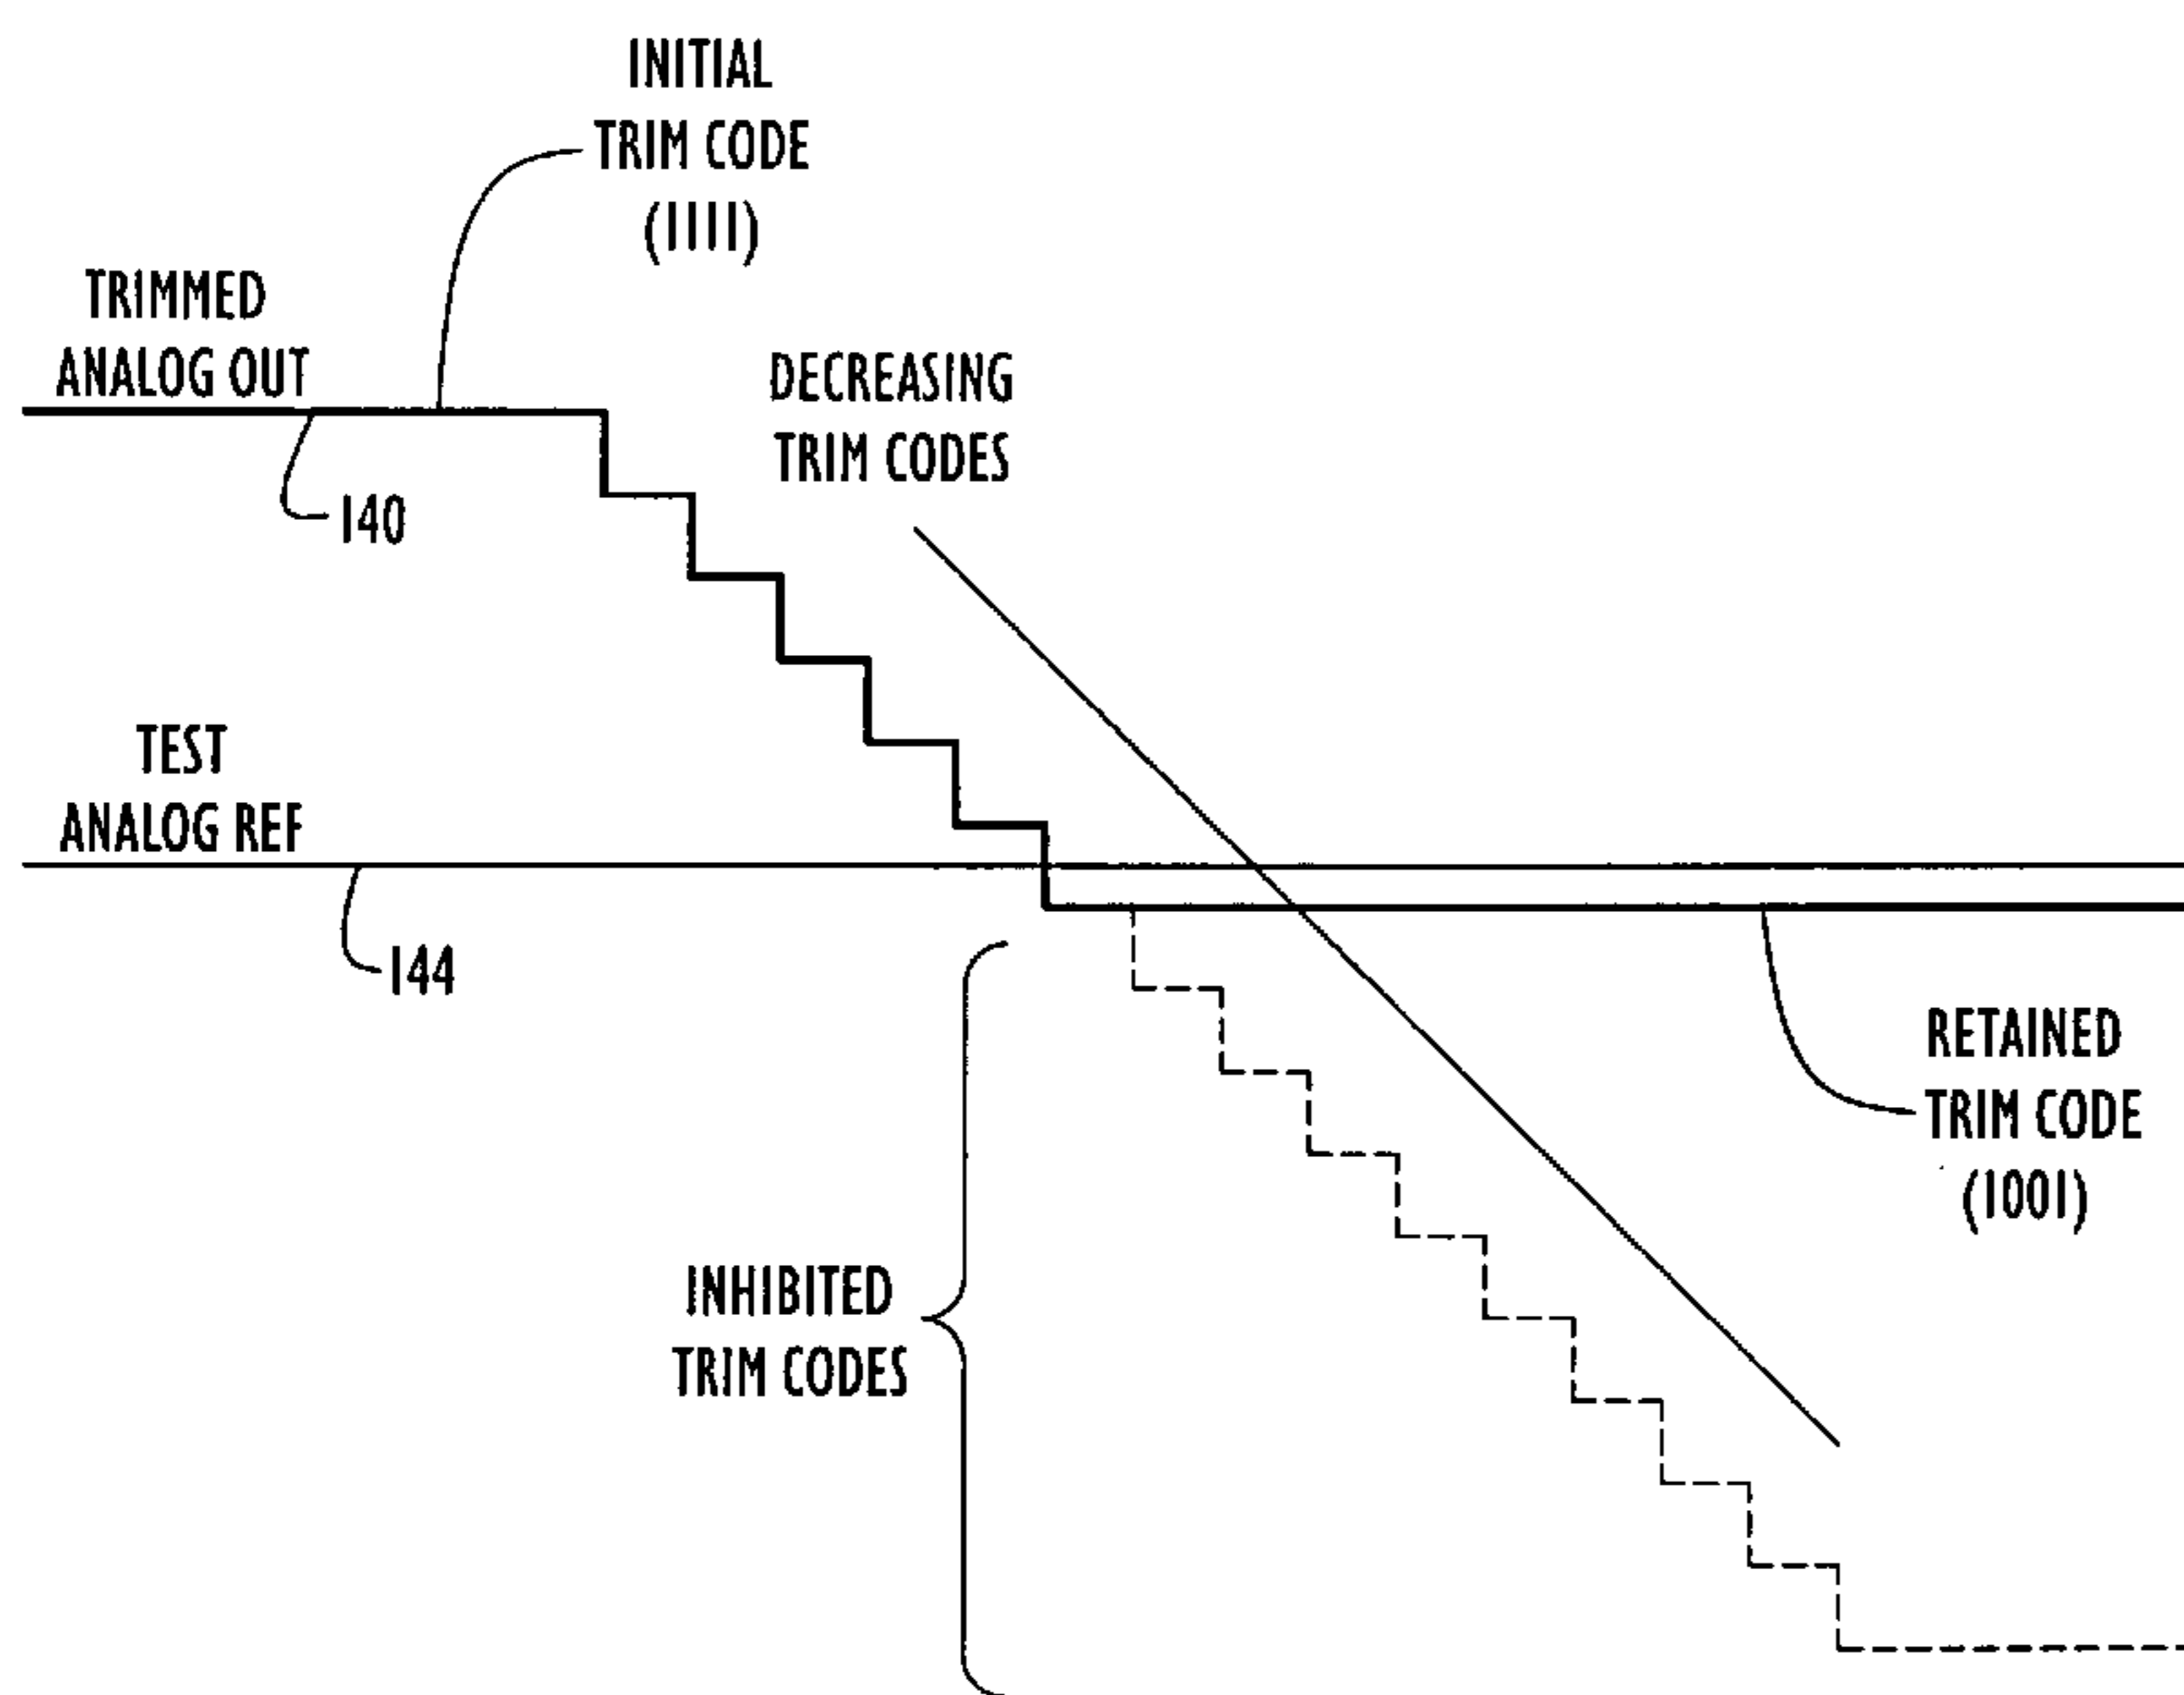 INITIAL
TRIM CODE
(1111)
TRIMMED
ANALOG OUT
140
DECREASING
TRIM CODES
TEST
ANALOG REF
144
RETAINED
TRIM CODE
(1001)
INHIBITED
TRIM CODES